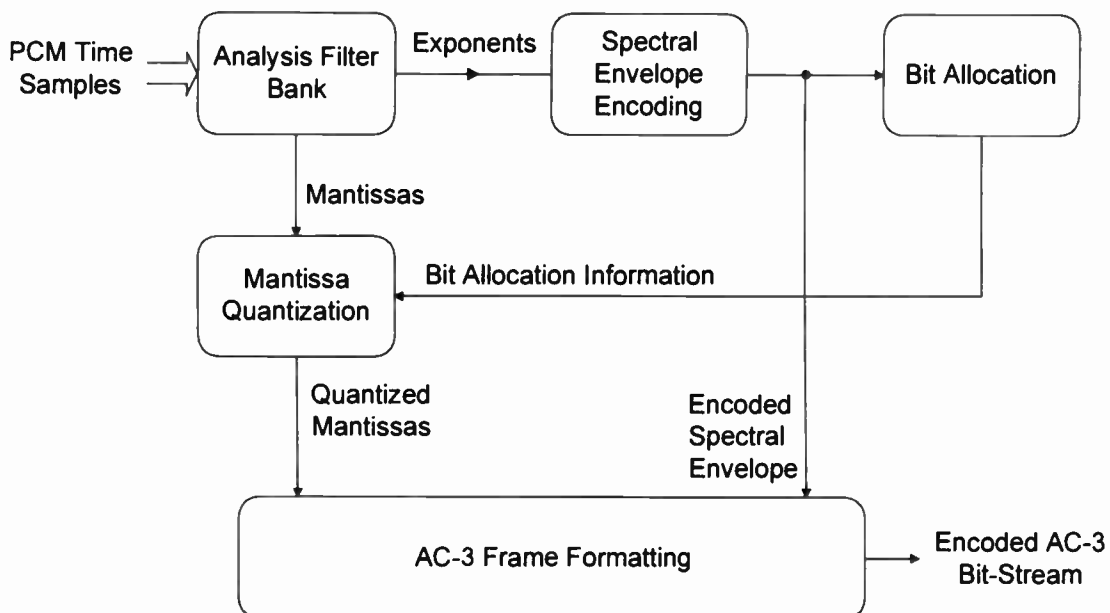 PCM Time
Samples
Analysis Filter
Bank
Exponents
Spectral
Envelope
Encoding
Bit Allocation
Mantissas
Mantissa
Quantization
Bit Allocation Information
Quantized
Mantissas
Encoded
Spectral
Envelope
AC-3 Frame Formatting
Encoded AC-3
Bit-Stream